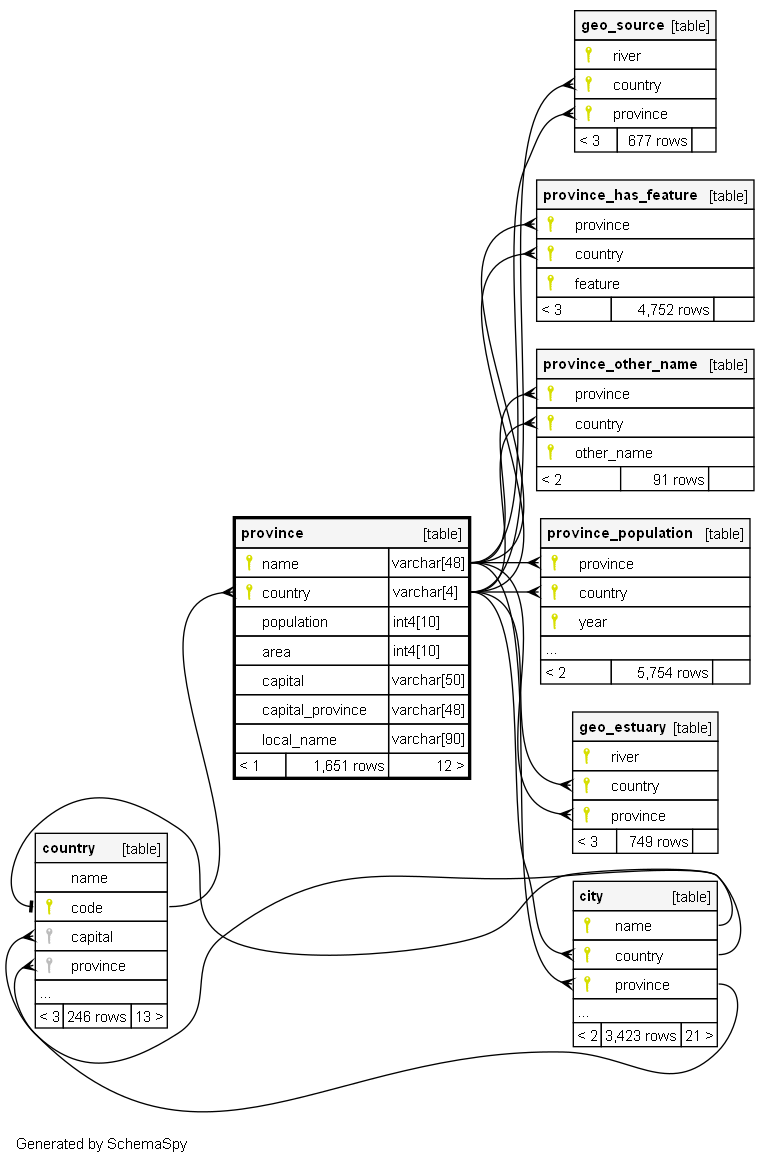 geo_source [table]
river
country
province
< 3 677 rows
province_has_feature [table]
province
country
feature
< 3 4,752 rows
province_other_name [table]
province
country
other_name
< 2 91 rows
province [table]
name varchar[48]
country varchar[4]
population int4[10]
area int4[10]
capital varchar[50]
capital_province varchar[48]
local_name varchar[90]
< 1 1,651 rows 12 >
province_population [table]
province
country
year
...
< 2 5,754 rows
geo_estuary [table]
river
country
province
< 3 749 rows
country [table]
name
code
capital
province
...
< 3 246 rows 13 >
city [table]
name
country
province
...
< 2 3,423 rows 21 >
Generated by SchemaSpy